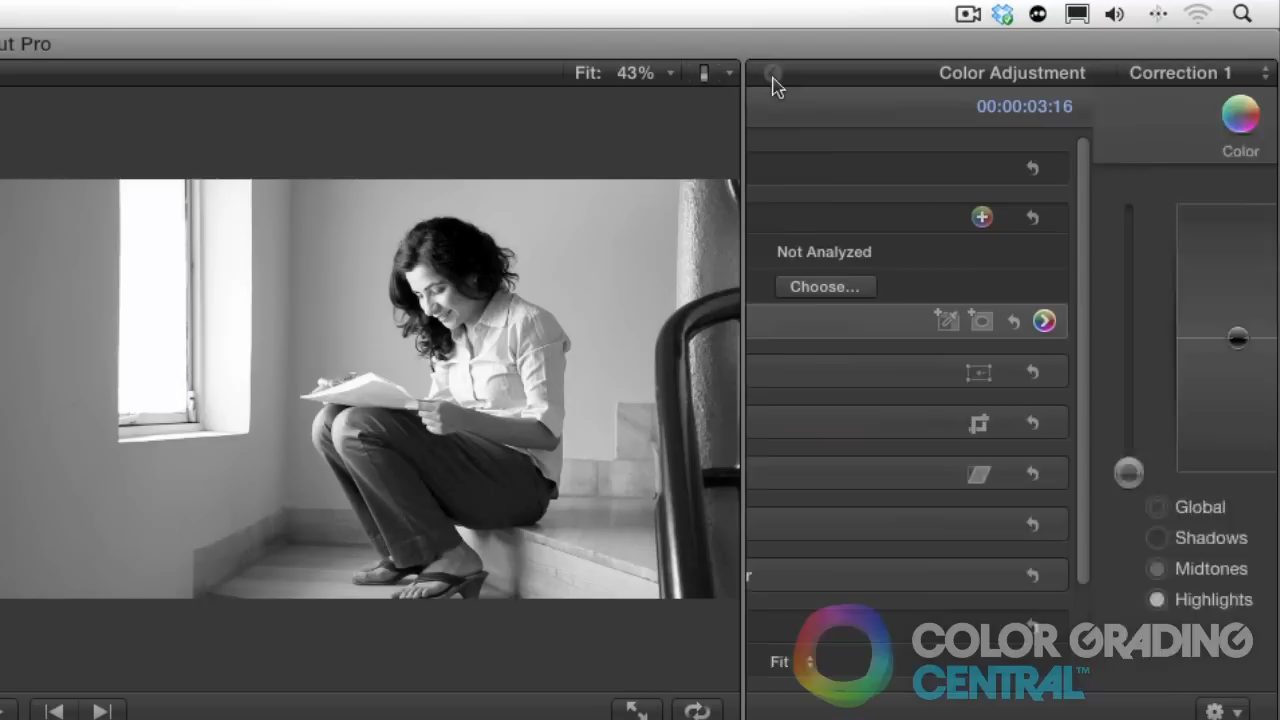 ut Pro
Fit: 43%
Color Adjustment
Correction 1
00:00:03:16
Color
Not Analyzed
Choose...
r
Global
Shadows
Midtones
Highlights
Fit
COLOR GRADING
CENTRAL™